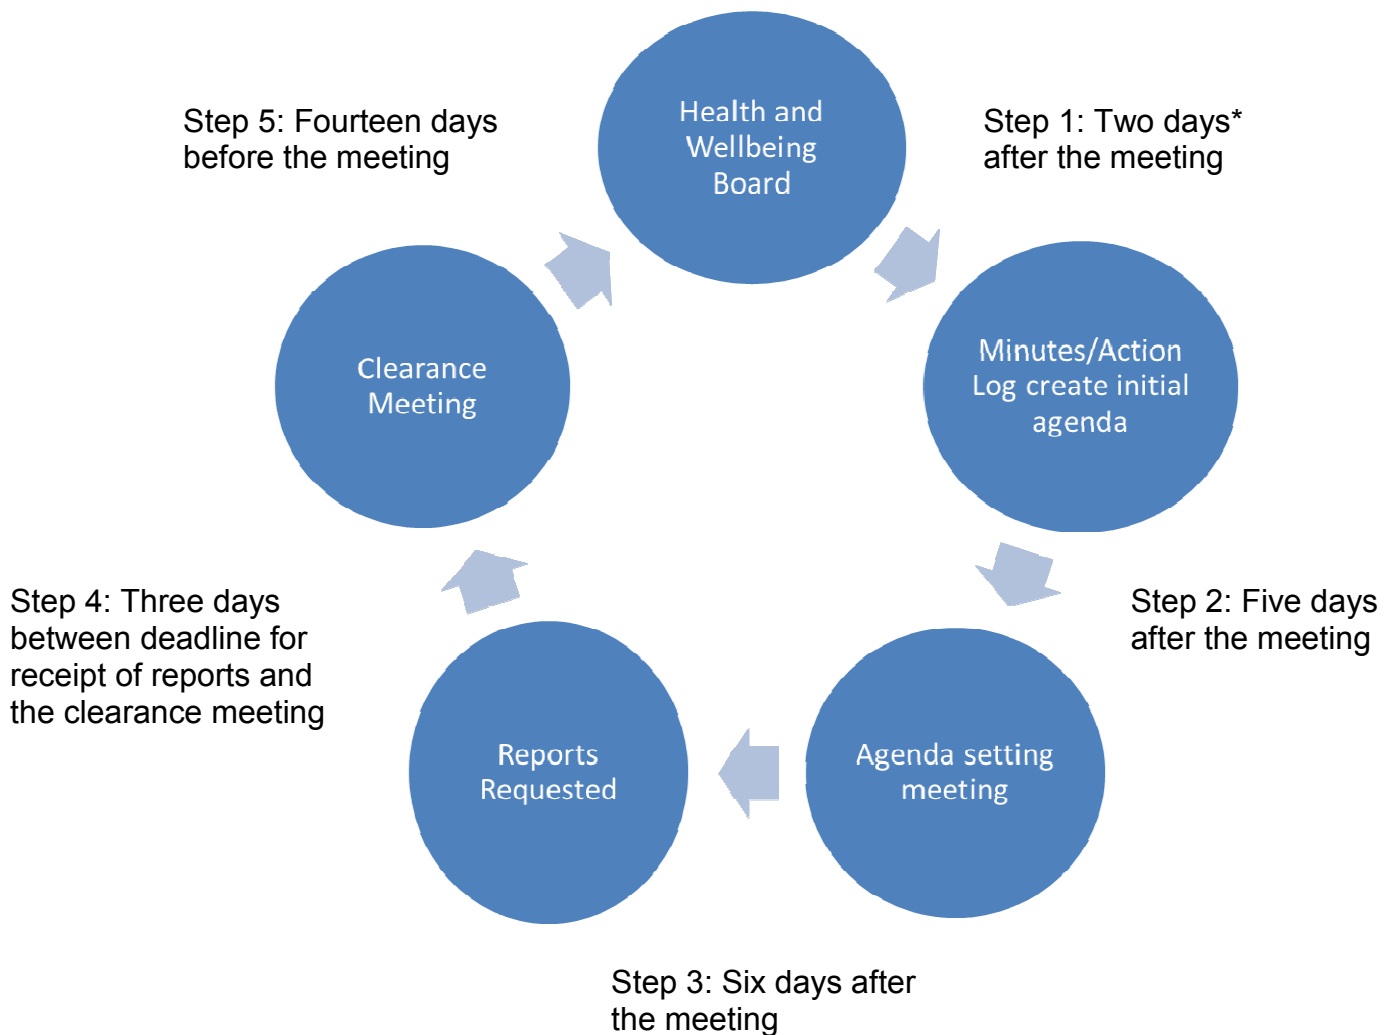 Health and
Wellbeing
Board
Step 1: Two days*
after the meeting
Minutes/Action
Log create initial
agenda
Step 2: Five days
after the meeting
Agenda setting
meeting
Step 3: Six days after
the meeting
Reports
Requested
Step 4: Three days
between deadline for
receipt of reports and
the clearance meeting
Clearance
Meeting
Step 5: Fourteen days
before the meeting